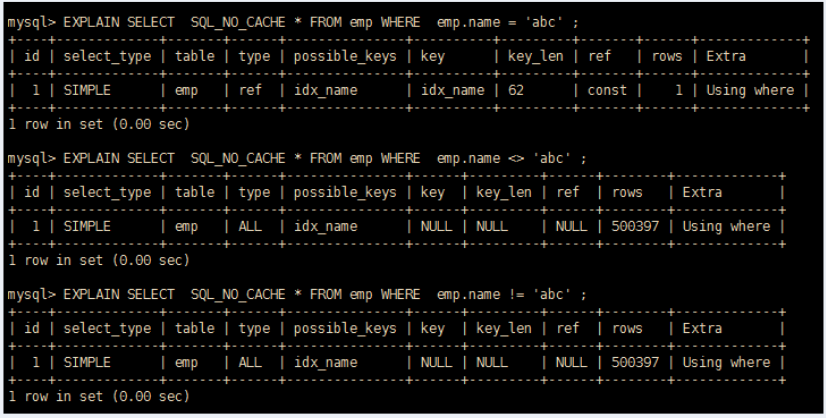 mysql> EXPLAIN SELECT  SQL_NO_CACHE * FROM emp WHERE  emp.name = 'abc' ;
+----+-------------+-------+------+---------------+----------+---------+-------+------+-------------+
| id | select_type | table | type | possible_keys | key      | key_len | ref   | rows | Extra       |
+----+-------------+-------+------+---------------+----------+---------+-------+------+-------------+
|  1 | SIMPLE      | emp   | ref  | idx_name      | idx_name | 62      | const |    1 | Using where |
+----+-------------+-------+------+---------------+----------+---------+-------+------+-------------+
1 row in set (0.00 sec)

mysql> EXPLAIN SELECT  SQL_NO_CACHE * FROM emp WHERE  emp.name <> 'abc' ;
+----+-------------+-------+------+---------------+------+---------+------+--------+-------------+
| id | select_type | table | type | possible_keys | key  | key_len | ref  | rows   | Extra       |
+----+-------------+-------+------+---------------+------+---------+------+--------+-------------+
|  1 | SIMPLE      | emp   | ALL  | idx_name      | NULL | NULL    | NULL | 500397 | Using where |
+----+-------------+-------+------+---------------+------+---------+------+--------+-------------+
1 row in set (0.00 sec)

mysql> EXPLAIN SELECT  SQL_NO_CACHE * FROM emp WHERE  emp.name != 'abc' ;
+----+-------------+-------+------+---------------+------+---------+------+--------+-------------+
| id | select_type | table | type | possible_keys | key  | key_len | ref  | rows   | Extra       |
+----+-------------+-------+------+---------------+------+---------+------+--------+-------------+
|  1 | SIMPLE      | emp   | ALL  | idx_name      | NULL | NULL    | NULL | 500397 | Using where |
+----+-------------+-------+------+---------------+------+---------+------+--------+-------------+
1 row in set (0.00 sec)